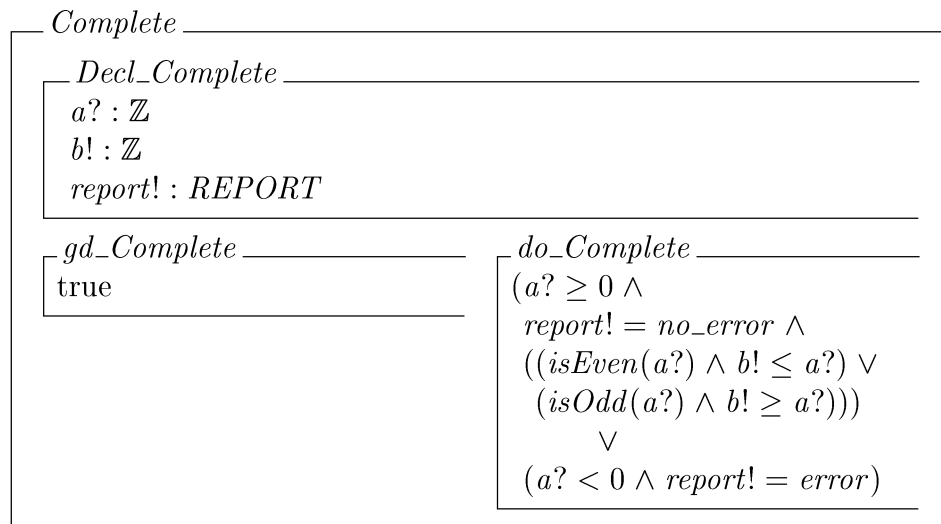 Complete
Decl_Complete
a? : ℤ
b! : ℤ
report! : REPORT
gd_Complete
true
do_Complete
(a? ≥ 0 ∧
report! = no_error ∧
((isEven(a?) ∧ b! ≤ a?) ∨
(isOdd(a?) ∧ b! ≥ a?)))
∨
(a? < 0 ∧ report! = error)